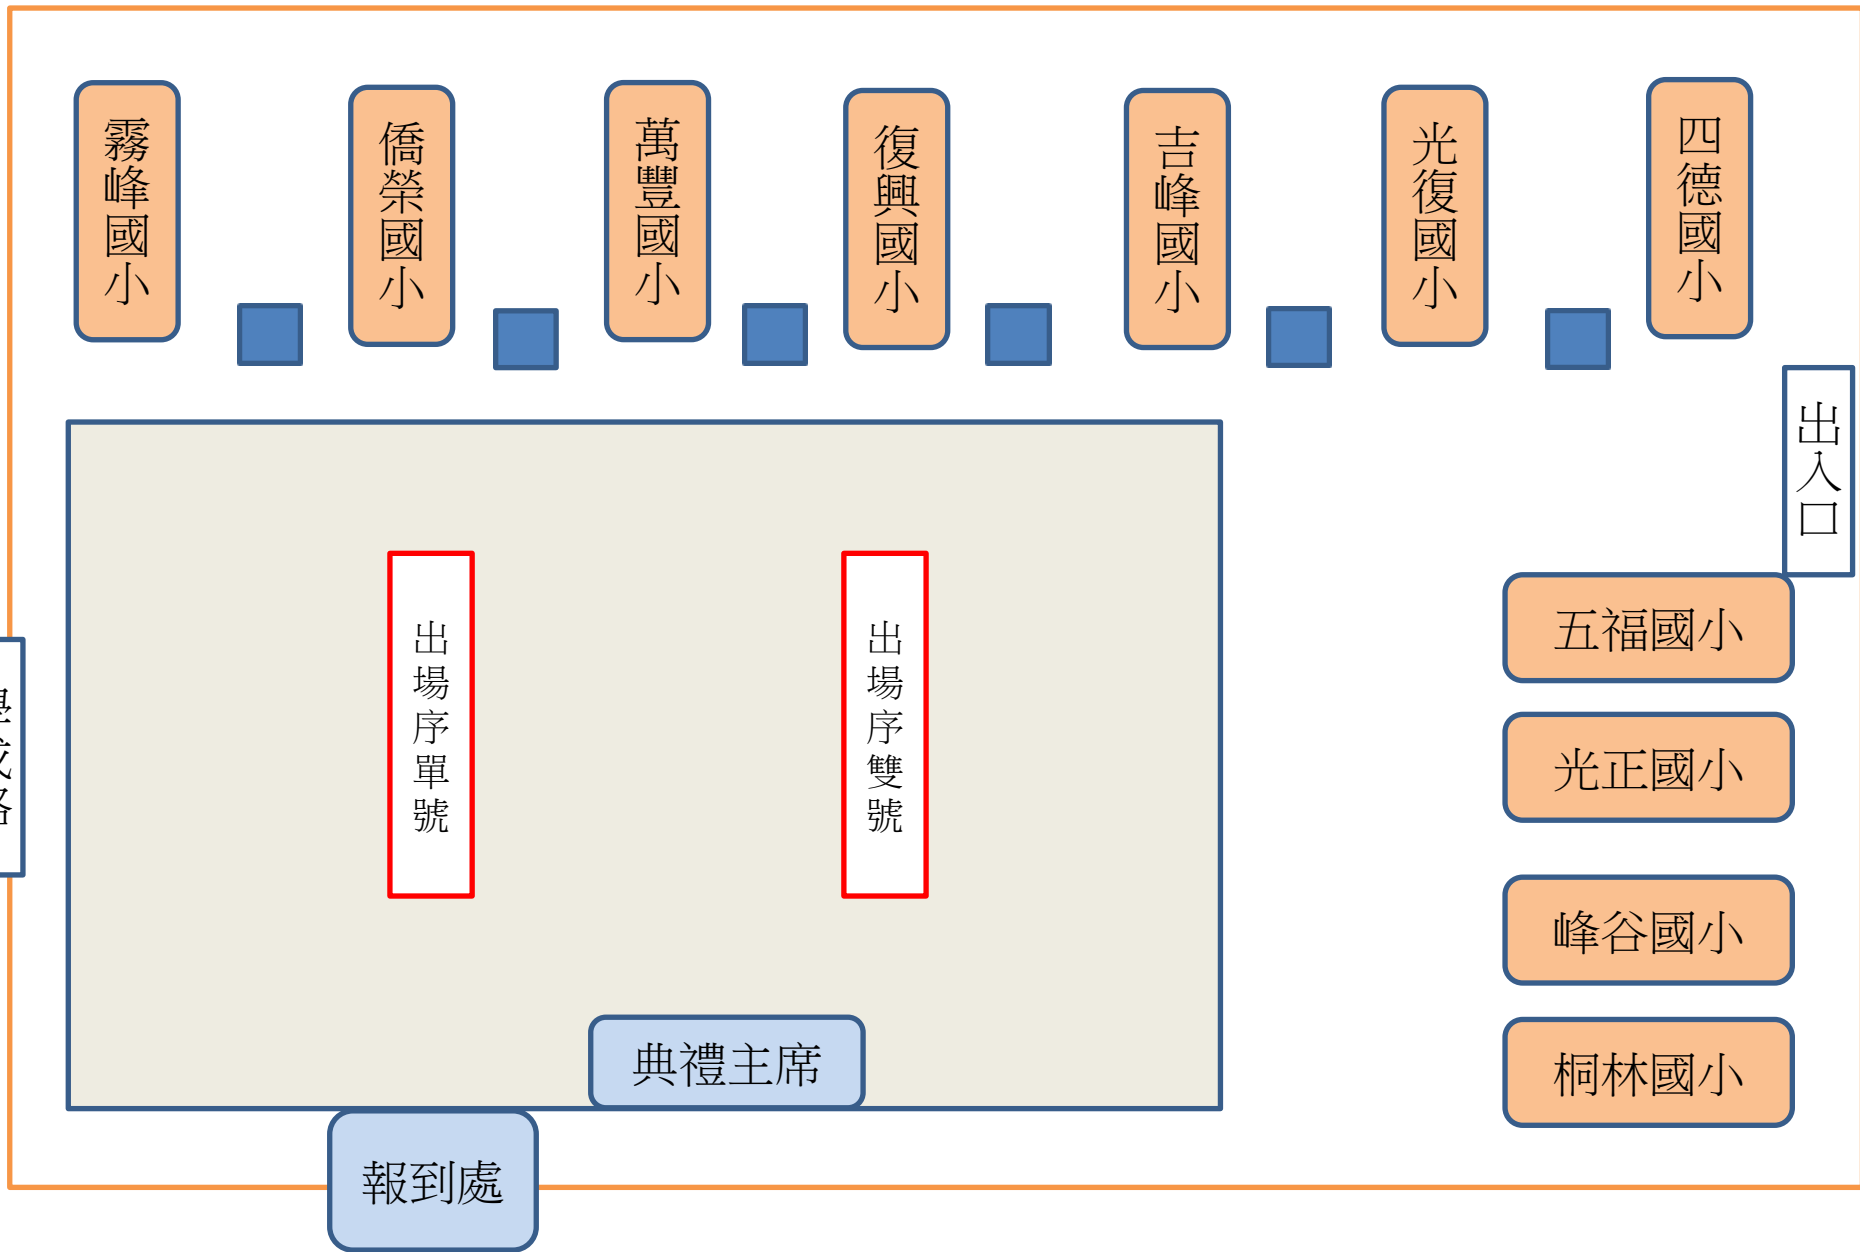 霧峰國小
僑榮國小
萬豐國小
復興國小
吉峰國小
光復國小
四德國小
出入口
出場序單號
出場序雙號
五福國小
光正國小
峰谷國小
桐林國小
典禮主席
報到處